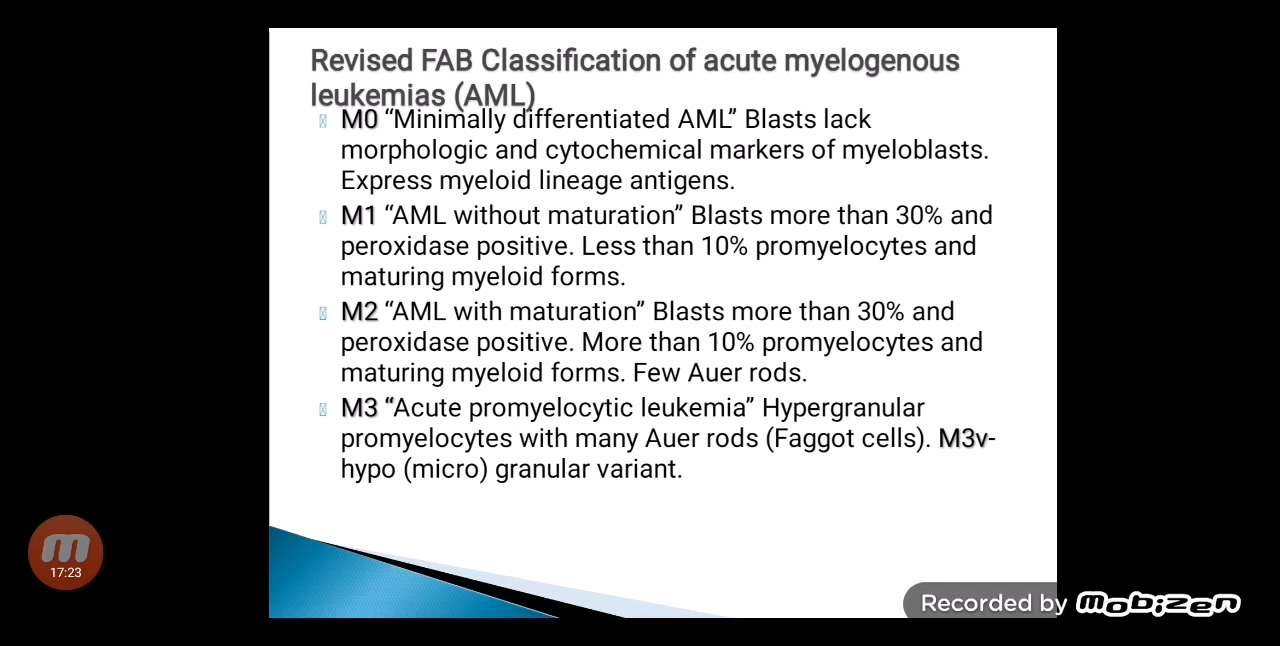 Revised FAB Classification of acute myelogenous
leukemias (AML)
M0 “Minimally differentiated AML” Blasts lack
morphologic and cytochemical markers of myeloblasts.
Express myeloid lineage antigens.
M1 “AML without maturation” Blasts more than 30% and
peroxidase positive. Less than 10% promyelocytes and
maturing myeloid forms.
M2 “AML with maturation” Blasts more than 30% and
peroxidase positive. More than 10% promyelocytes and
maturing myeloid forms. Few Auer rods.
M3 “Acute promyelocytic leukemia” Hypergranular
promyelocytes with many Auer rods (Faggot cells). M3v-
hypo (micro) granular variant.
m
17:23
Recorded by mobizen